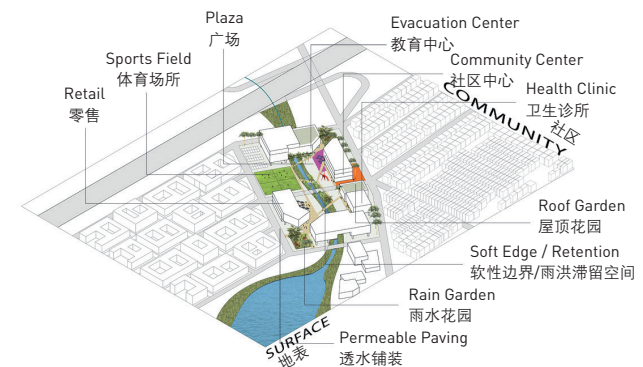 Plaza
广场
Evacuation Center
教育中心
Sports Field
体育场所
Community Center
社区中心
Retail
零售
Health Clinic
卫生诊所
COMMUNITY
社区
Roof Garden
屋顶花园
Soft Edge / Retention
软性边界/雨洪滞留空间
Rain Garden
雨水花园
SURFACE
地表
Permeable Paving
透水铺装